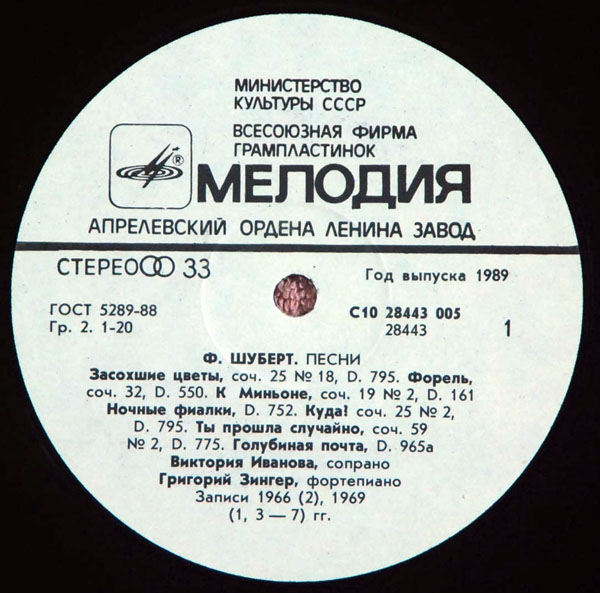 МИНИСТЕРСТВО
КУЛЬТУРЫ СССР
ВСЕСОЮЗНАЯ ФИРМА
ГРАМПЛАСТИНОК
®
МЕЛОДИЯ
АПРЕЛЕВСКИЙ ОРДЕНА ЛЕНИНА ЗАВОД
СТЕРЕО 33
Год выпуска 1989
ГОСТ 5289-88
Гр. 2. 1-20
С10 28443 005
28443
1
Ф. ШУБЕРТ. ПЕСНИ
Засохшие цветы, соч. 25 № 18, D. 795. Форель,
соч. 32, D. 550. К Миньоне, соч. 19 № 2, D. 161
Ночные фиалки, D. 752. Куда! соч. 25 № 2,
D. 795. Ты прошла случайно, соч. 59
№ 2, D. 775. Голубиная почта, D. 965а
Виктория Иванова, сопрано
Григорий Зингер, фортепиано
Записи 1966 (2), 1969
(1, 3 — 7) гг.